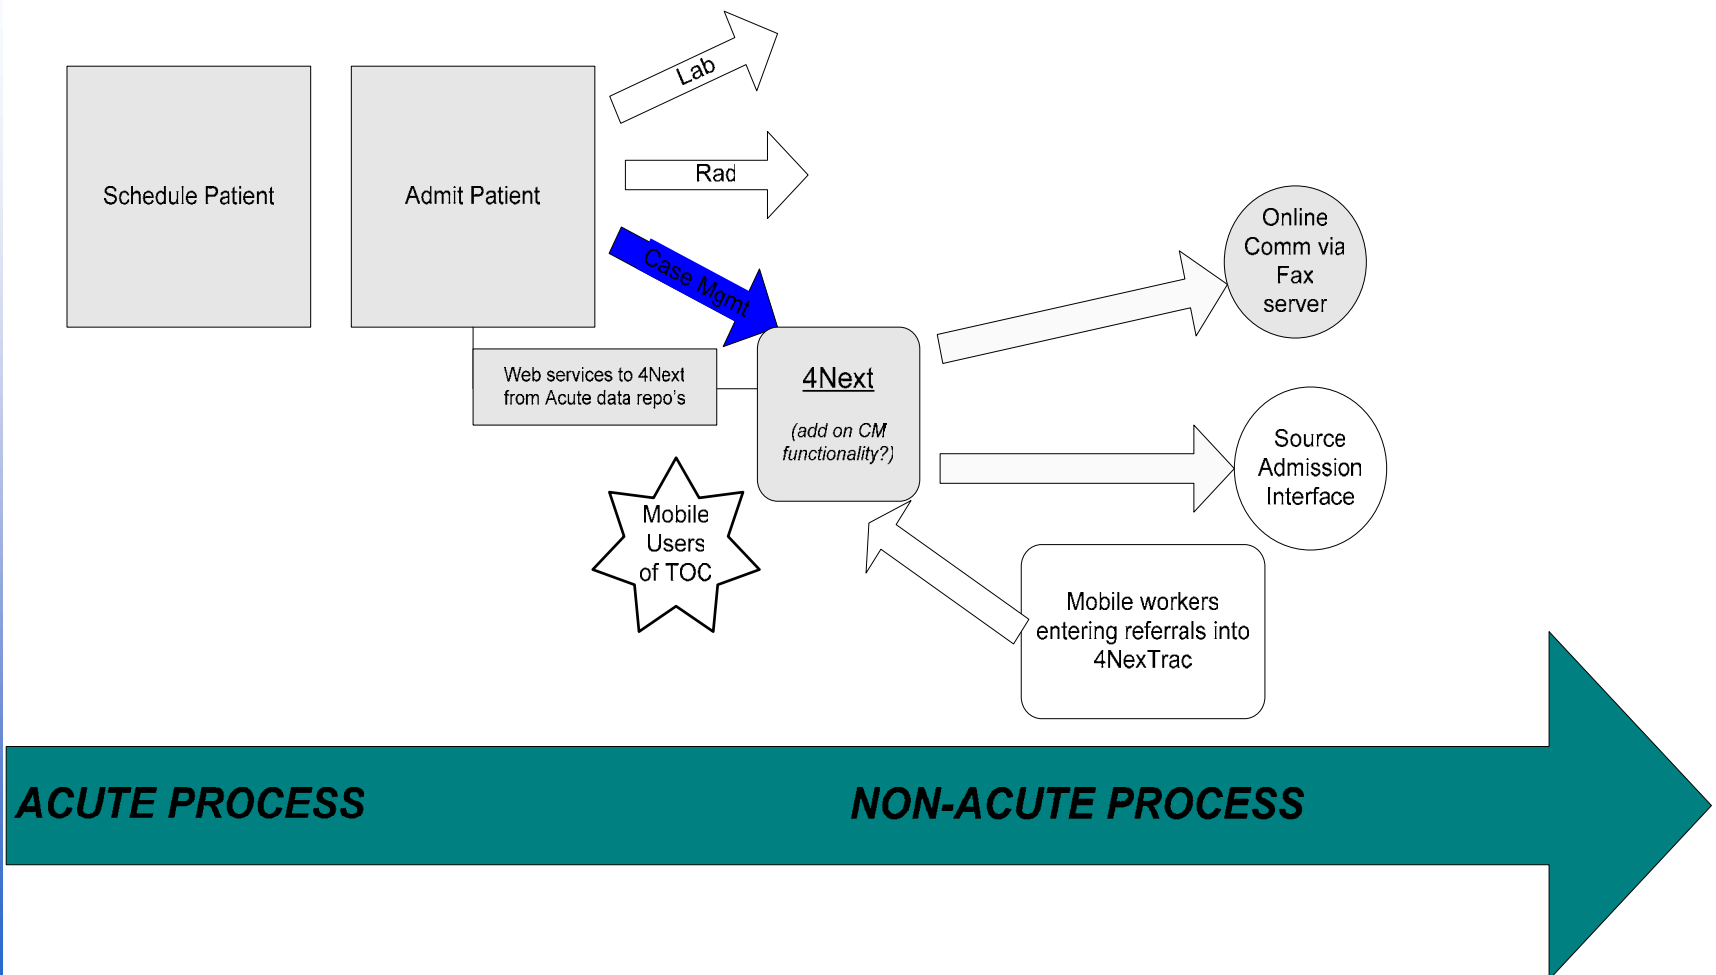 Lab
Rad
Schedule Patient
Admit Patient
Case Mgmt
Online
Comm via
Fax
server
Web services to 4Next
from Acute data repo's
4Next
(add on CM
functionality?)
Source
Admission
Interface
Mobile
Users
of TOC
Mobile workers
entering referrals into
4NexTrac
ACUTE PROCESS
NON-ACUTE PROCESS